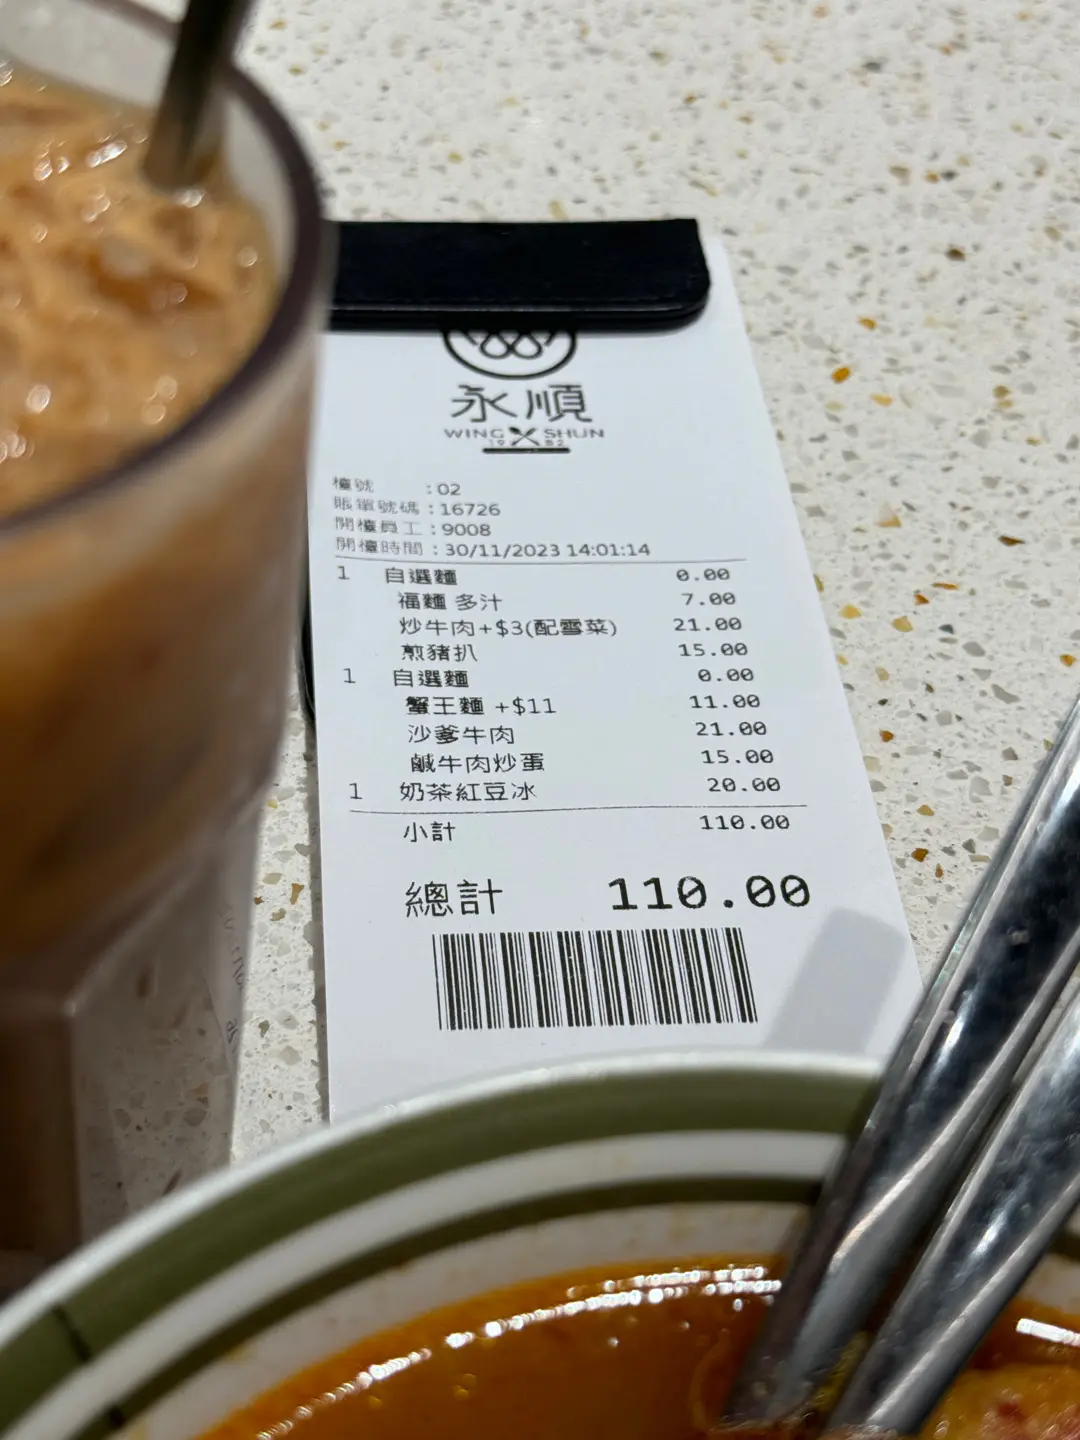 永順
WING SHUN
1982
檯號 :02
賬單號碼 :16726
開檯員工 :9008
開檯時間 :30/11/2023 14:01:14
1 自選麵 0.00
福麵 多汁 7.00
炒牛肉+$3(配雪菜) 21.00
煎豬扒 15.00
1 自選麵 0.00
蟹王麵 +$11 11.00
沙爹牛肉 21.00
鹹牛肉炒蛋 15.00
1 奶茶紅豆冰 20.00
小計 110.00
總計 110.00